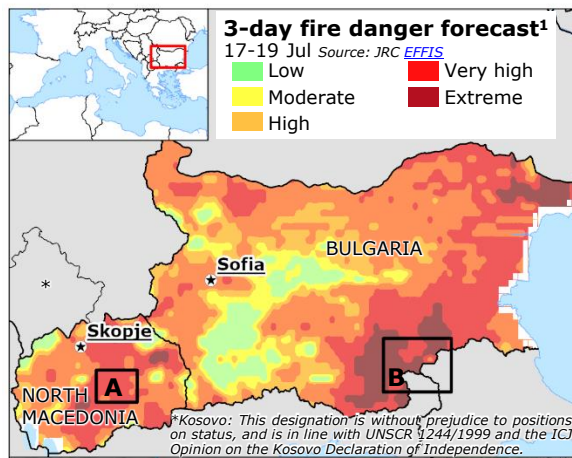 3-day fire danger forecast¹
17-19 Jul Source: JRC EFFIS
Low
Very high
Moderate
Extreme
High
BULGARIA
Sofia
*
Skopje
A
B
NORTH
MACEDONIA
*Kosovo: This designation is without prejudice to positions
on status, and is in line with UNSCR 1244/1999 and the ICJ
Opinion on the Kosovo Declaration of Independence.